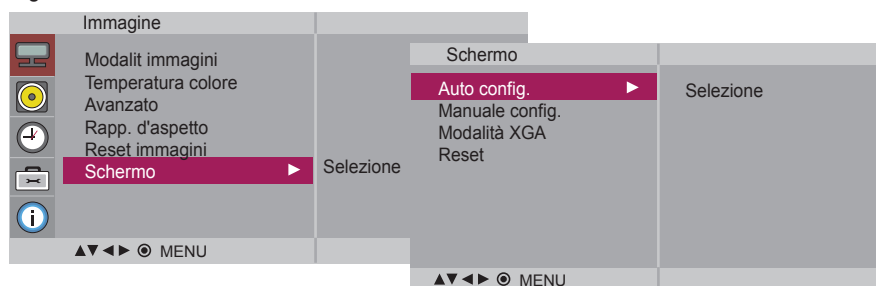 Immagine
Modalit immagini
Temperatura colore
Avanzato
Rapp. d'aspetto
Reset immagini
Schermo ► Selezione
▲▼◄► ◉ MENU
Schermo
Auto config. ► Selezione
Manuale config.
Modalità XGA
Reset
▲▼◄► ◉ MENU